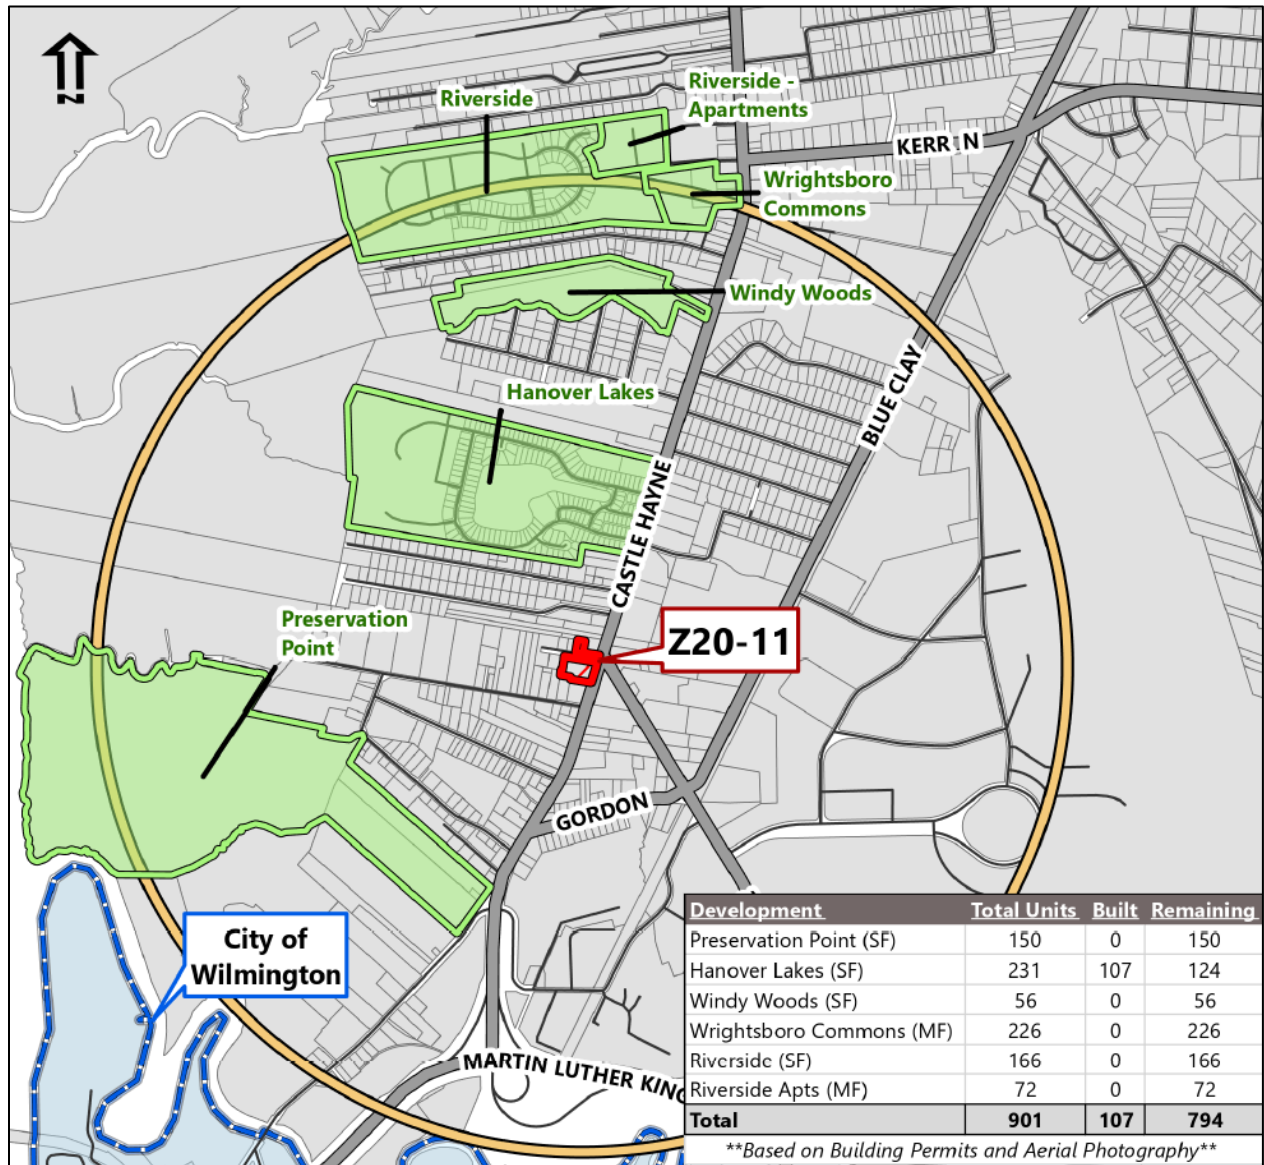 N
Riverside
Riverside -
Apartments
KERR N
Wrightsboro
Commons
Windy Woods
Hanover Lakes
BLUE CLAY
CASTLE HAYNE
Preservation
Point
Z20-11
GORDON
City of
Wilmington
MARTIN LUTHER KING
Development Total Units Built Remaining
Preservation Point (SF) 150 0 150
Hanover Lakes (SF) 231 107 124
Windy Woods (SF) 56 0 56
Wrightsboro Commons (MF) 226 0 226
Riverside (SF) 166 0 166
Riverside Apts (MF) 72 0 72
Total 901 107 794
**Based on Building Permits and Aerial Photography**